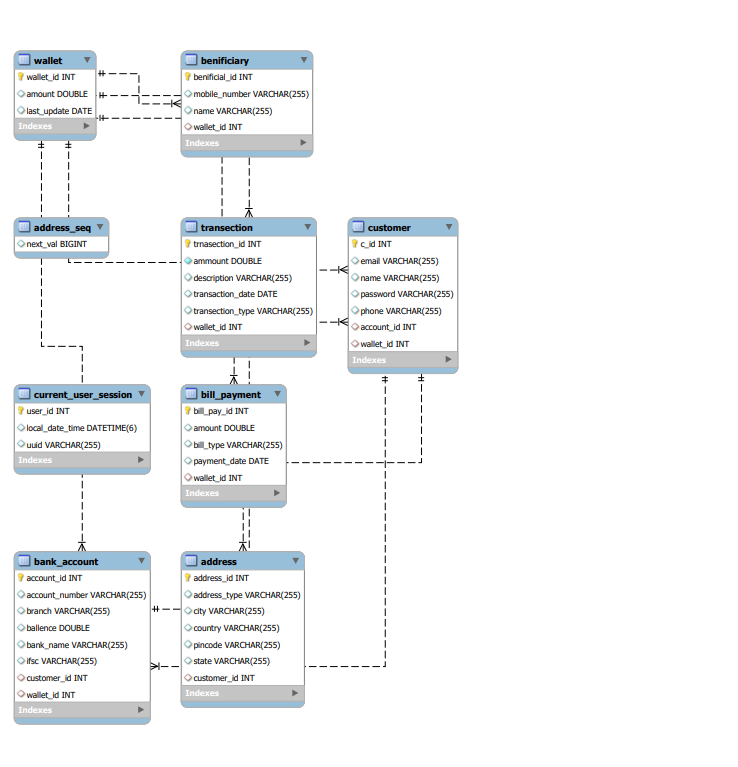 wallet
wallet_id INT
amount DOUBLE
last_update DATE
Indexes
benificiary
benificial_id INT
mobile_number VARCHAR(255)
name VARCHAR(255)
wallet_id INT
Indexes
address_seq
next_val BIGINT
transection
trnasection_id INT
ammount DOUBLE
description VARCHAR(255)
transaction_date DATE
transection_type VARCHAR(255)
wallet_id INT
Indexes
customer
c_id INT
email VARCHAR(255)
name VARCHAR(255)
password VARCHAR(255)
phone VARCHAR(255)
account_id INT
wallet_id INT
Indexes
current_user_session
user_id INT
local_date_time DATETIME(6)
uuid VARCHAR(255)
Indexes
bill_payment
bill_pay_id INT
amount DOUBLE
bill_type VARCHAR(255)
payment_date DATE
wallet_id INT
Indexes
bank_account
account_id INT
account_number VARCHAR(255)
branch VARCHAR(255)
ballence DOUBLE
bank_name VARCHAR(255)
ifsc VARCHAR(255)
customer_id INT
wallet_id INT
Indexes
address
address_id INT
address_type VARCHAR(255)
city VARCHAR(255)
country VARCHAR(255)
pincode VARCHAR(255)
state VARCHAR(255)
customer_id INT
Indexes